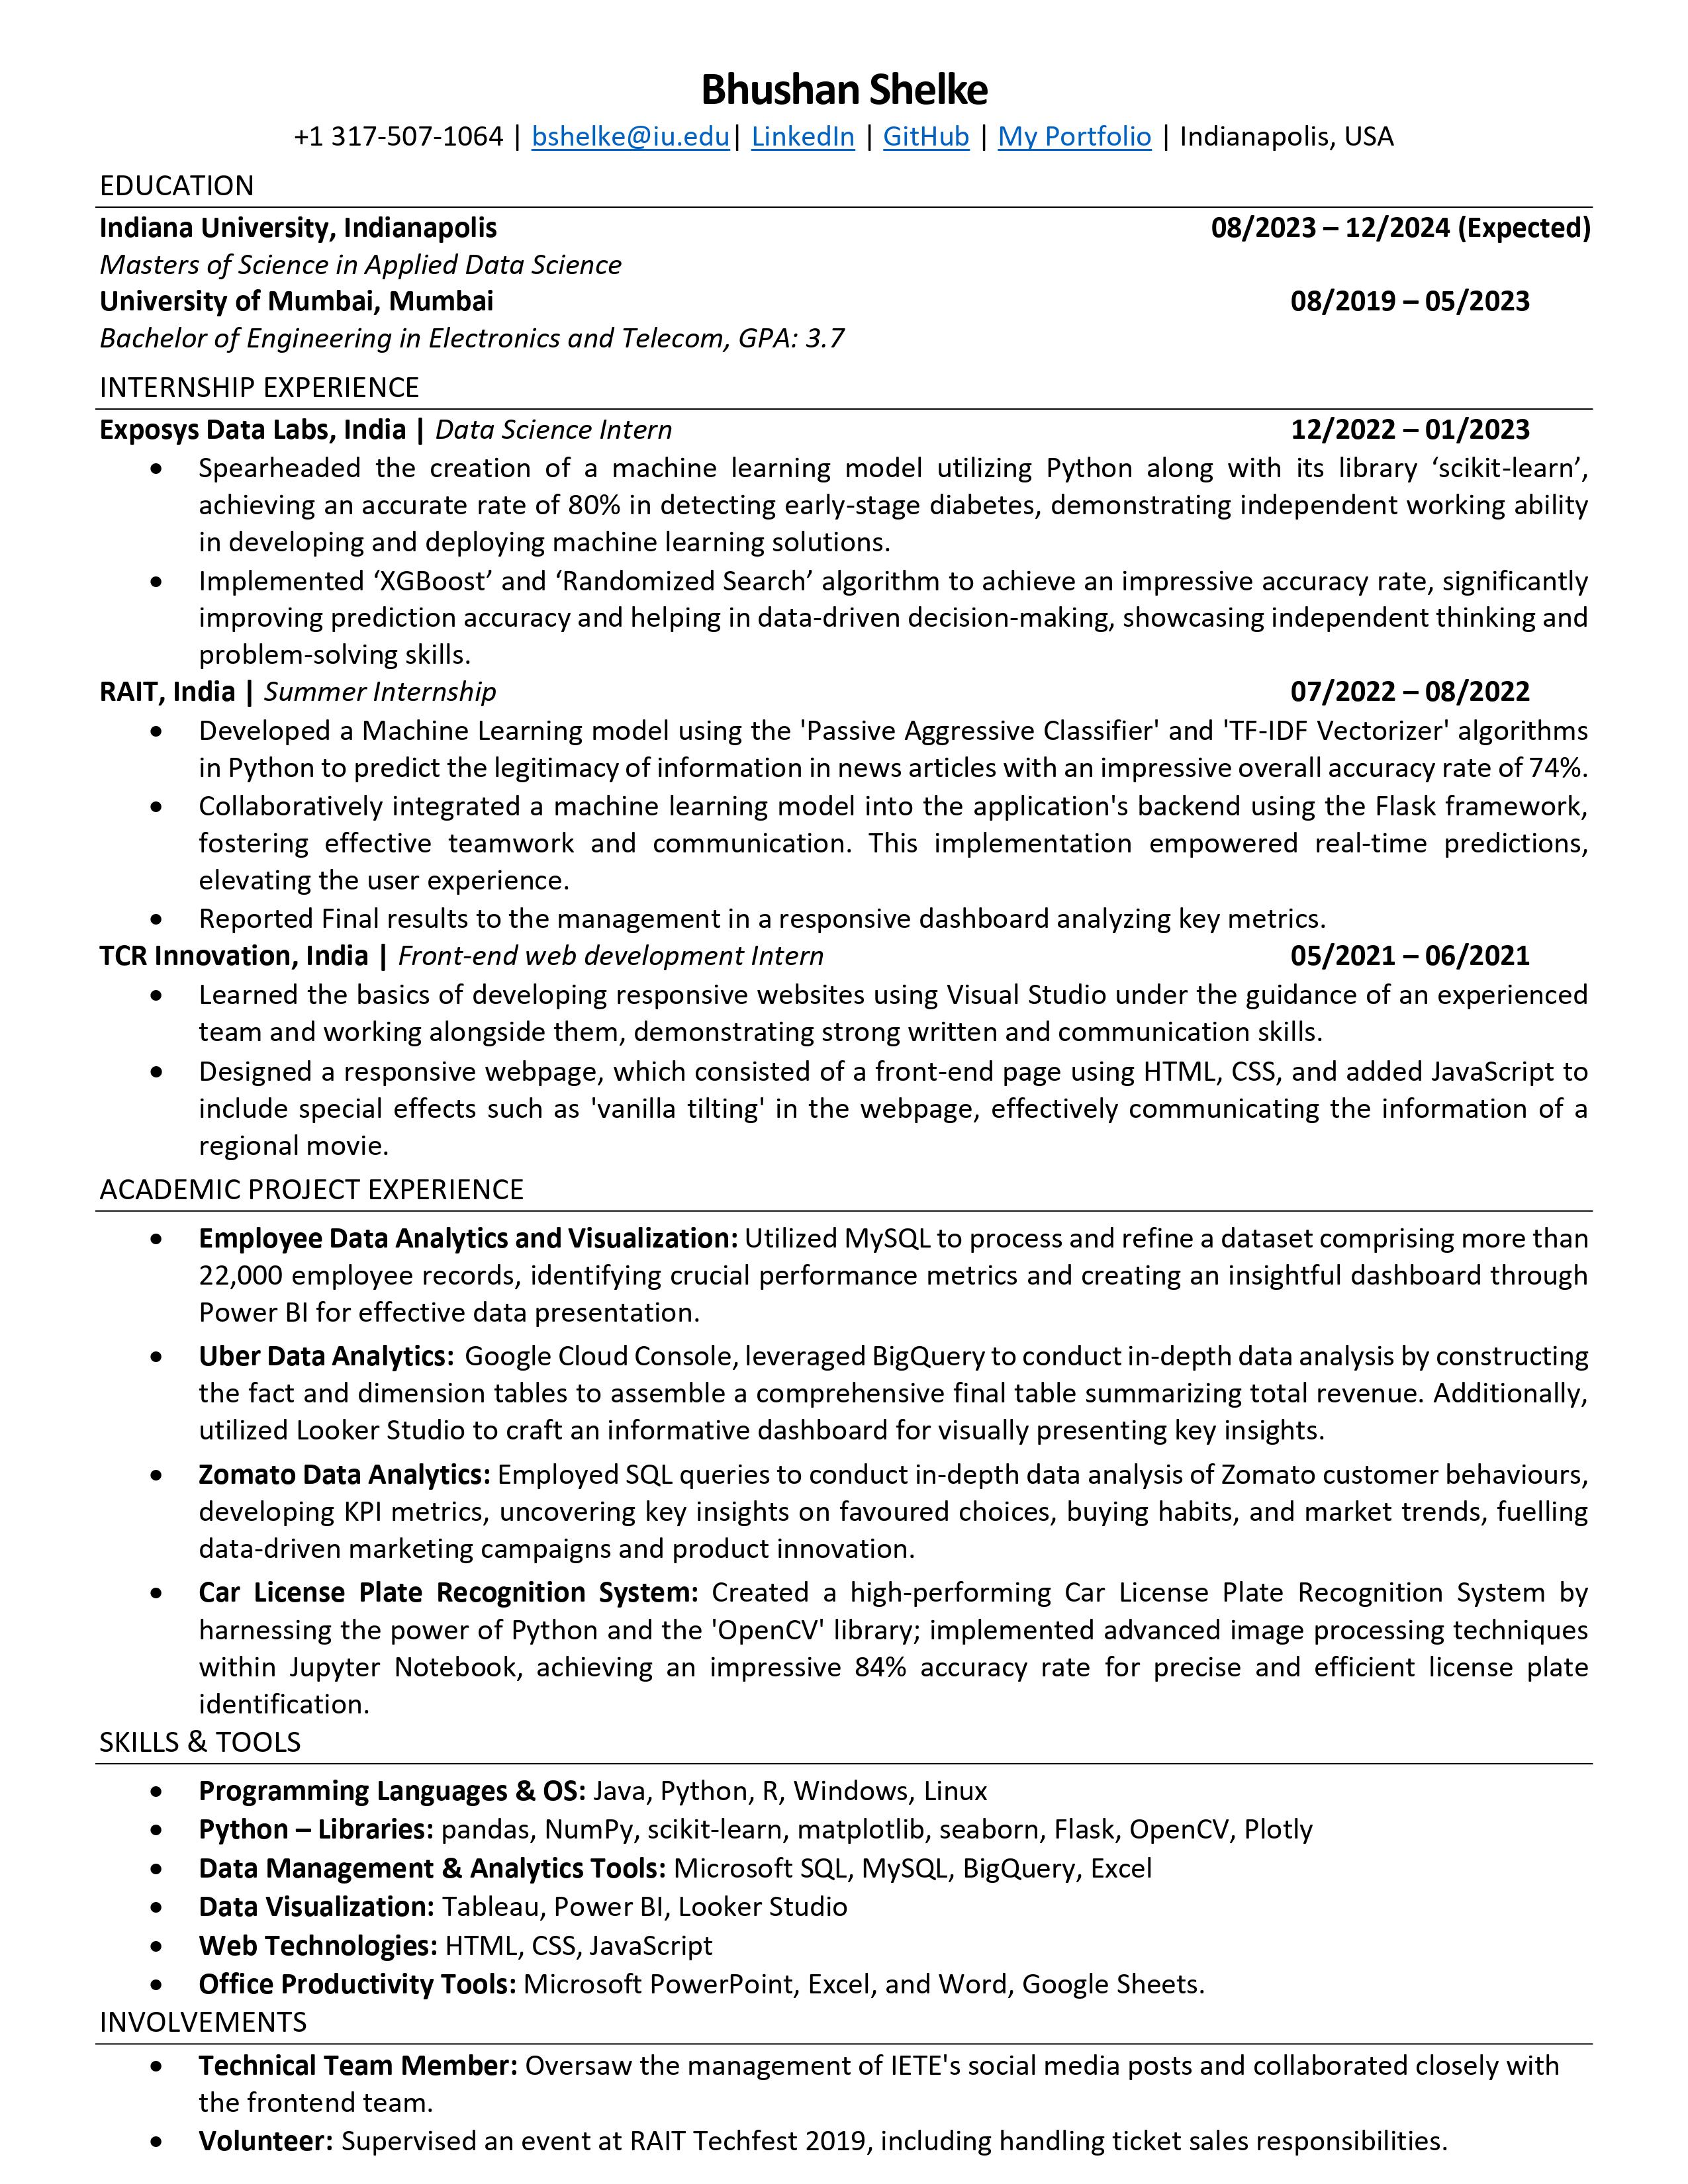 Bhushan Shelke
+1 317-507-1064 | bshelke@iu.edu| LinkedIn | GitHub | My Portfolio | Indianapolis, USA
EDUCATION
Indiana University, Indianapolis 08/2023 – 12/2024 (Expected)
Masters of Science in Applied Data Science
University of Mumbai, Mumbai 08/2019 – 05/2023
Bachelor of Engineering in Electronics and Telecom, GPA: 3.7
INTERNSHIP EXPERIENCE
Exposys Data Labs, India | Data Science Intern 12/2022 – 01/2023
• Spearheaded the creation of a machine learning model utilizing Python along with its library ‘scikit-learn’,
achieving an accurate rate of 80% in detecting early-stage diabetes, demonstrating independent working ability
in developing and deploying machine learning solutions.
• Implemented ‘XGBoost’ and ‘Randomized Search’ algorithm to achieve an impressive accuracy rate, significantly
improving prediction accuracy and helping in data-driven decision-making, showcasing independent thinking and
problem-solving skills.
RAIT, India | Summer Internship 07/2022 – 08/2022
• Developed a Machine Learning model using the 'Passive Aggressive Classifier' and 'TF-IDF Vectorizer' algorithms
in Python to predict the legitimacy of information in news articles with an impressive overall accuracy rate of 74%.
• Collaboratively integrated a machine learning model into the application's backend using the Flask framework,
fostering effective teamwork and communication. This implementation empowered real-time predictions,
elevating the user experience.
• Reported Final results to the management in a responsive dashboard analyzing key metrics.
TCR Innovation, India | Front-end web development Intern 05/2021 – 06/2021
• Learned the basics of developing responsive websites using Visual Studio under the guidance of an experienced
team and working alongside them, demonstrating strong written and communication skills.
• Designed a responsive webpage, which consisted of a front-end page using HTML, CSS, and added JavaScript to
include special effects such as 'vanilla tilting' in the webpage, effectively communicating the information of a
regional movie.
ACADEMIC PROJECT EXPERIENCE
• Employee Data Analytics and Visualization: Utilized MySQL to process and refine a dataset comprising more than
22,000 employee records, identifying crucial performance metrics and creating an insightful dashboard through
Power BI for effective data presentation.
• Uber Data Analytics: Google Cloud Console, leveraged BigQuery to conduct in-depth data analysis by constructing
the fact and dimension tables to assemble a comprehensive final table summarizing total revenue. Additionally,
utilized Looker Studio to craft an informative dashboard for visually presenting key insights.
• Zomato Data Analytics: Employed SQL queries to conduct in-depth data analysis of Zomato customer behaviours,
developing KPI metrics, uncovering key insights on favoured choices, buying habits, and market trends, fuelling
data-driven marketing campaigns and product innovation.
• Car License Plate Recognition System: Created a high-performing Car License Plate Recognition System by
harnessing the power of Python and the 'OpenCV' library; implemented advanced image processing techniques
within Jupyter Notebook, achieving an impressive 84% accuracy rate for precise and efficient license plate
identification.
SKILLS & TOOLS
• Programming Languages & OS: Java, Python, R, Windows, Linux
• Python – Libraries: pandas, NumPy, scikit-learn, matplotlib, seaborn, Flask, OpenCV, Plotly
• Data Management & Analytics Tools: Microsoft SQL, MySQL, BigQuery, Excel
• Data Visualization: Tableau, Power BI, Looker Studio
• Web Technologies: HTML, CSS, JavaScript
• Office Productivity Tools: Microsoft PowerPoint, Excel, and Word, Google Sheets.
INVOLVEMENTS
• Technical Team Member: Oversaw the management of IETE's social media posts and collaborated closely with
the frontend team.
• Volunteer: Supervised an event at RAIT Techfest 2019, including handling ticket sales responsibilities.